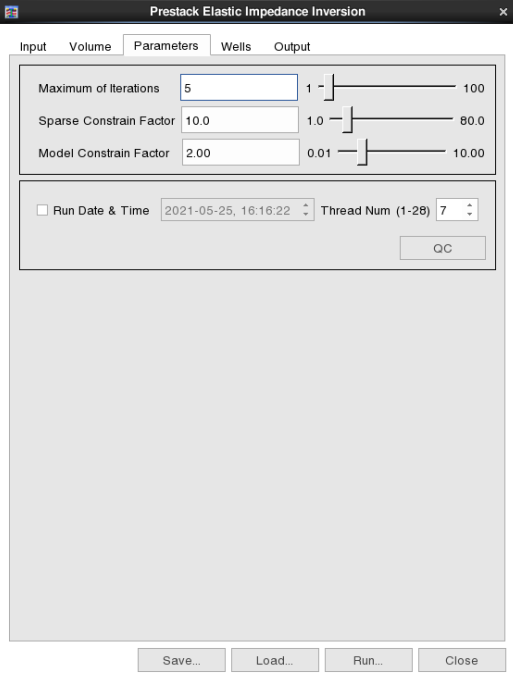 Prestack Elastic Impedance Inversion ×
Input Volume Parameters Wells Output
Maximum of Iterations 5 1 100
Sparse Constrain Factor 10.0 1.0 80.0
Model Constrain Factor 2.00 0.01 10.00
Run Date & Time 2021-05-25, 16:16:22 Thread Num (1-28) 7
QC
Save... Load... Run... Close